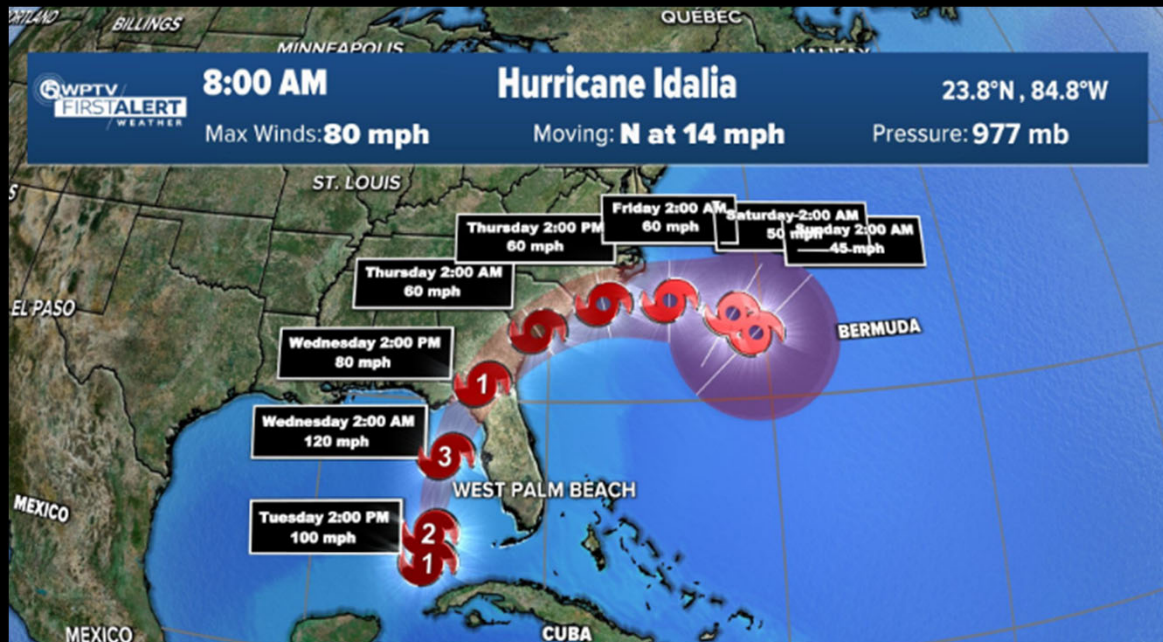 PORTLAND
BILLINGS
QUÉBEC
MINNEAPOLIS
HALIFAX
WPTV
FIRST ALERT
WEATHER
8:00 AM
Hurricane Idalia
23.8°N , 84.8°W
Max Winds: 80 mph
Moving: N at 14 mph
Pressure: 977 mb
S
ST. LOUIS
Friday 2:00 AM
60 mph
Saturday 2:00 AM
50 mph
Sunday 2:00 AM
45 mph
Thursday 2:00 PM
60 mph
Thursday 2:00 AM
60 mph
EL PASO
BERMUDA
Wednesday 2:00 PM
80 mph
1
Wednesday 2:00 AM
120 mph
3
WEST PALM BEACH
MEXICO
Tuesday 2:00 PM
100 mph
2
1
MEXICO
CUBA